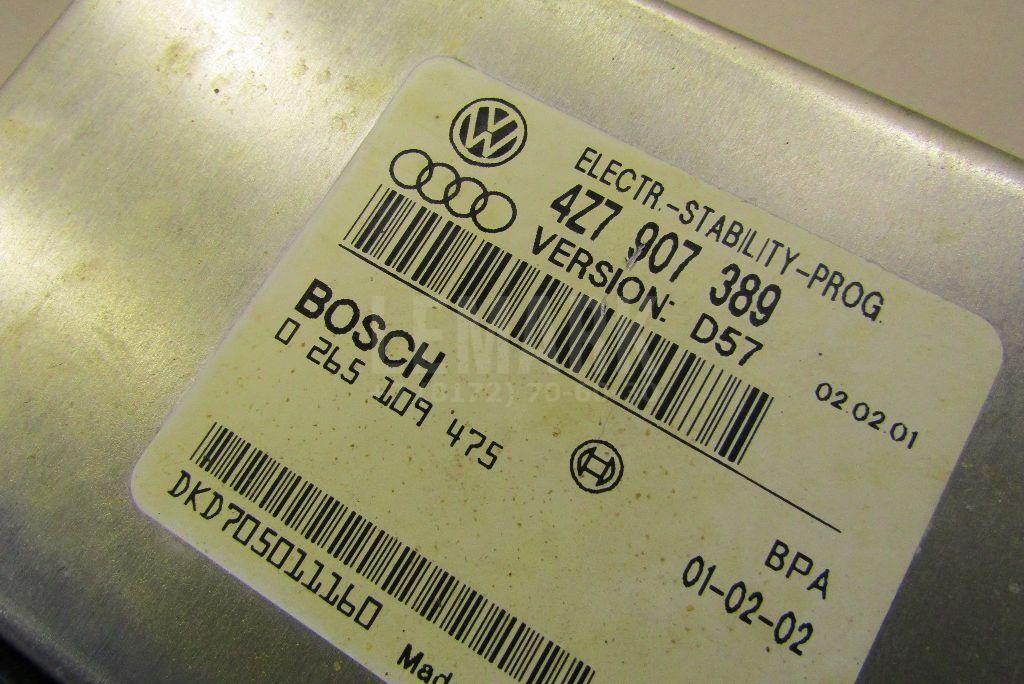 ELECTR.-STABILITY-PROG.
4Z7 907 389
VERSION: D57
02.02.01
BOSCH
0 265 109 475
BPA
01-02-02
DKD705011160
Mad